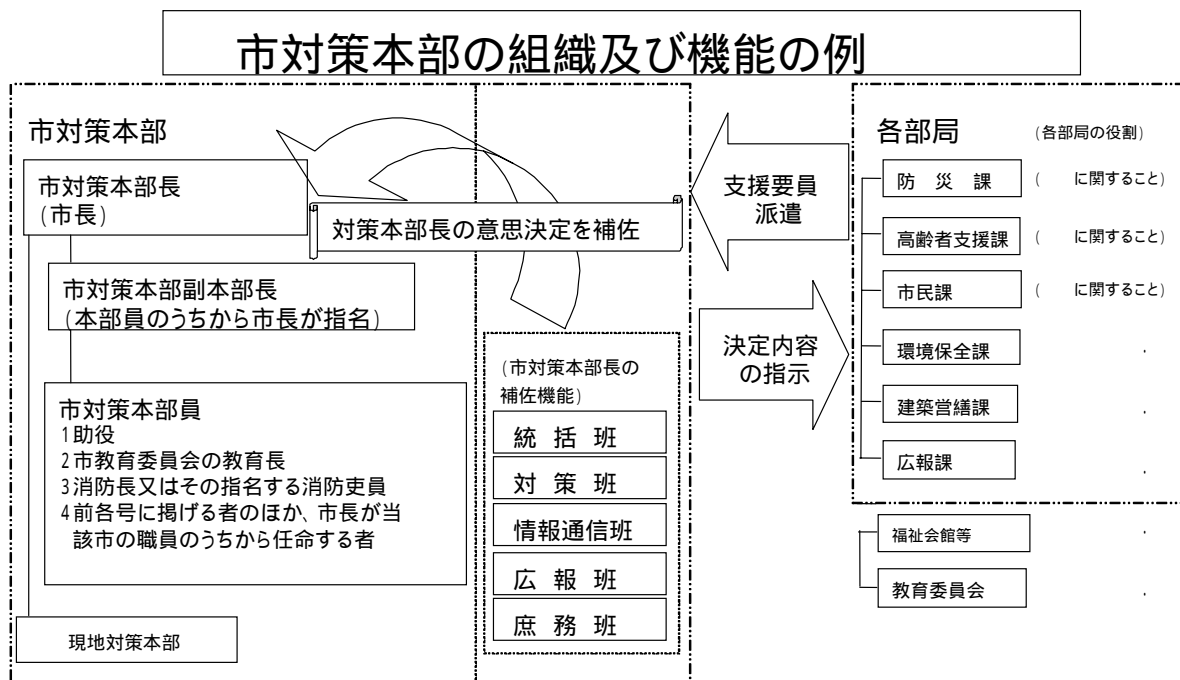 市対策本部の組織及び機能の例
市対策本部
市対策本部長
(市長)
対策本部長の意思決定を補佐
市対策本部副本部長
(本部員のうちから市長が指名)
市対策本部員
1助役
2市教育委員会の教育長
3消防長又はその指名する消防吏員
4前各号に掲げる者のほか、市長が当
該市の職員のうちから任命する者
現地対策本部
(市対策本部長の
補佐機能)
統 括 班
対 策 班
情報通信班
広 報 班
庶 務 班
支援要員
派遣
決定内容
の指示
各部局 (各部局の役割)
防 災 課 ( に関すること)
高齢者支援課 ( に関すること)
市民課 ( に関すること)
環境保全課 .
建築営繕課 .
広報課 .
福祉会館等 .
教育委員会 .